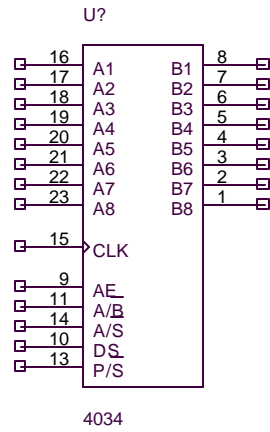 U?
16 A1 B1 8
17 A2 B2 7
18 A3 B3 6
19 A4 B4 5
20 A5 B5 4
21 A6 B6 3
22 A7 B7 2
23 A8 B8 1
15 CLK
9 AE
11 A/B̅
14 A/S̅
10 DS
13 P/S̅
4034